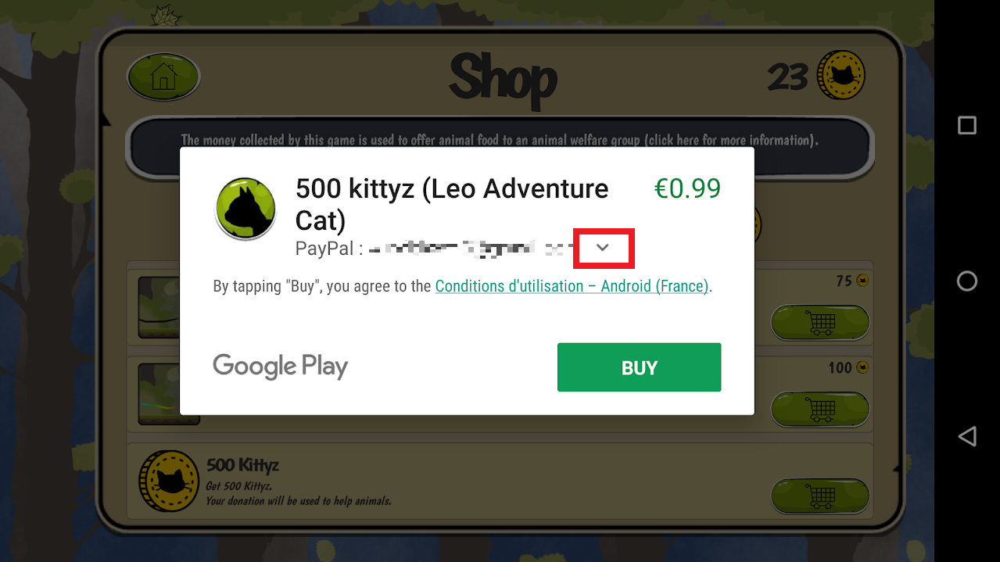 Shop
23
The money collected by this game is used to offer animal food to an animal welfare group (click here for more information).
500 kittyz (Leo Adventure
Cat)
€0.99
PayPal :
By tapping "Buy", you agree to the Conditions d'utilisation – Android (France).
Google Play
BUY
75
100
500 Kittyz
Get 500 Kittyz.
Your donation will be used to help animals.